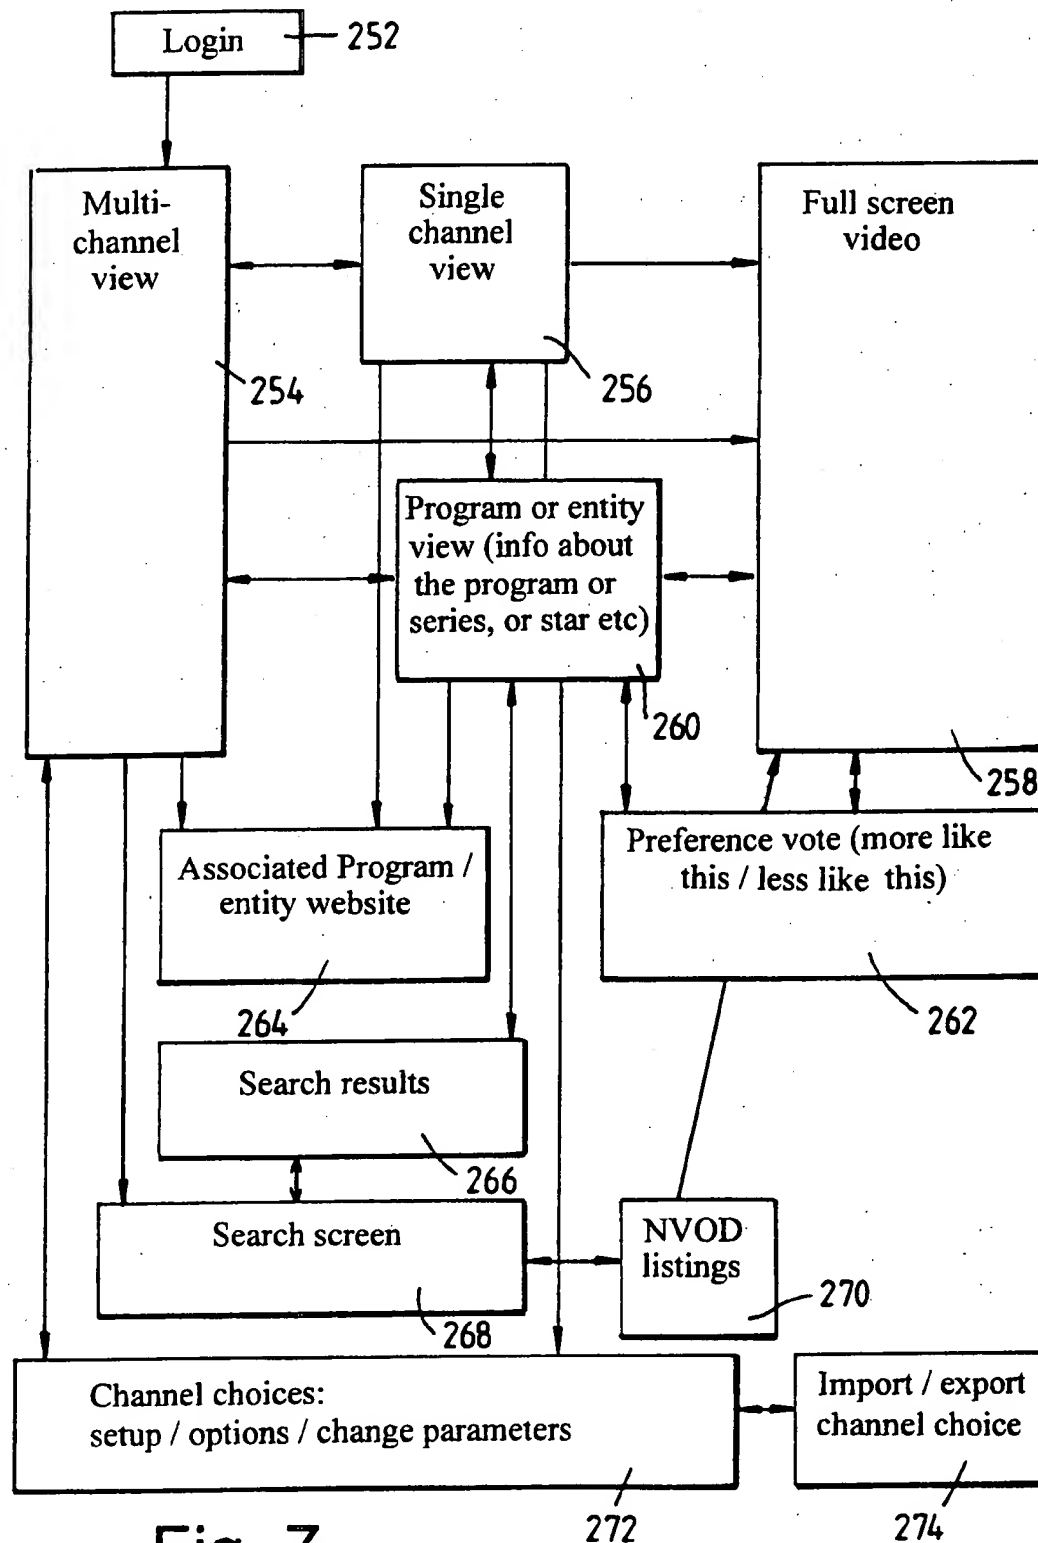 Login
252
Multi-
channel
view
254
Single
channel
view
256
Full screen
video
258
Program or entity
view (info about
the program or
series, or star etc)
260
Preference vote (more like
this / less like this)
262
Associated Program /
entity website
264
Search results
266
Search screen
268
NVOD
listings
270
Channel choices:
setup / options / change parameters
272
Import / export
channel choice
274